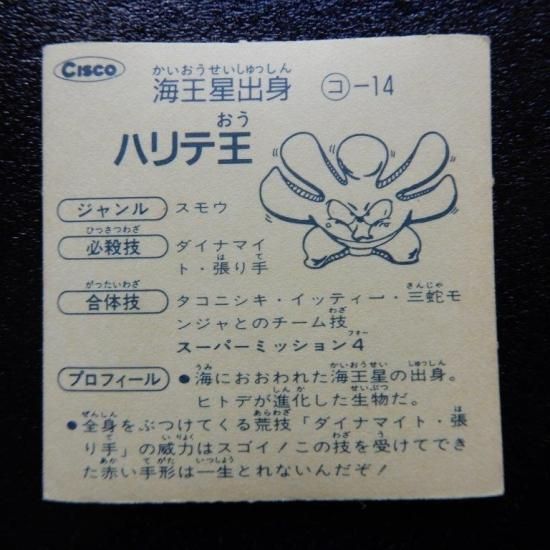 CISCO
かいおうせいしゅっしん
海王星出身 ㋙-14
おう
ハリテ王
ジャンル スモウ
ひっさつわざ
必殺技 ダイナマイ
は て
ト・張り手
がったいわざ さんじゃ
合体技 タコニシキ・イッティー・三蛇モ
わざ
ンジャとのチーム技
フォー
スーパーミッション4
うみ かいおうせい しゅっしん
プロフィール ●海におおわれた海王星の出身。
しんか せいぶつ
ヒトデが進化した生物だ。
ぜんしん あらわざ は
●全身をぶつけてくる荒技「ダイナマイト・張
て いりょく わざ う
り手」の威力はスゴイ!この技を受けてでき
あか てがた いっしょう
た赤い手形は一生とれないんだぞ!